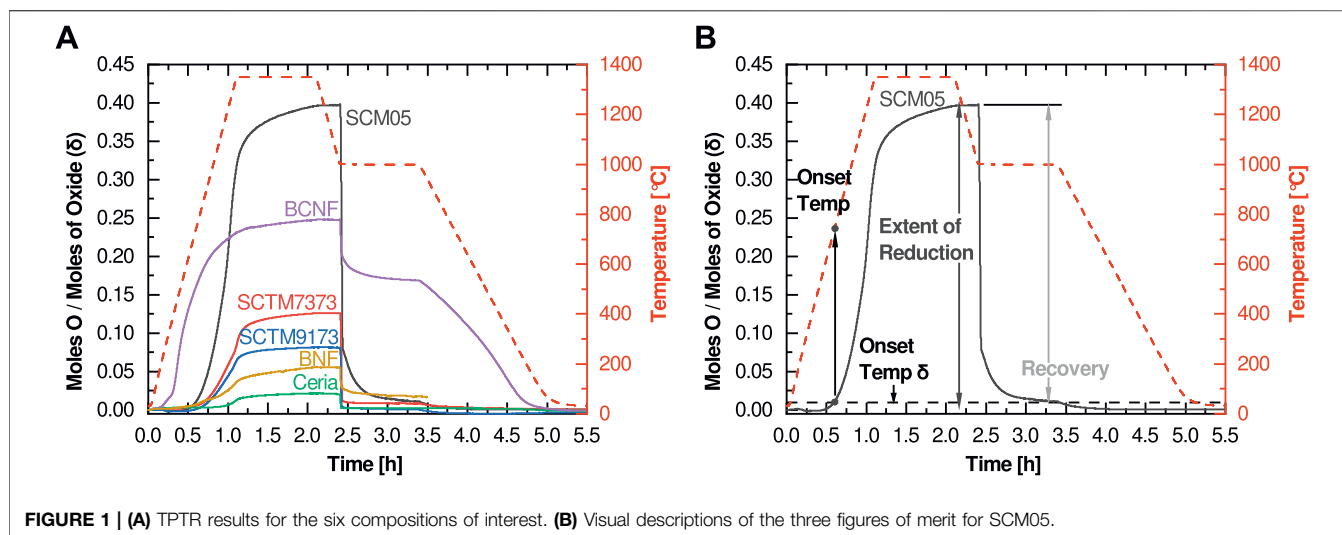 A
B
0.45
0.40
0.35
0.30
0.25
0.20
0.15
0.10
0.05
0.00
Moles O / Moles of Oxide (δ)
SCM05
BCNF
SCTM7373
SCTM9173
BNF
Ceria
1400
1200
1000
800
600
400
200
0
Temperature [°C]
0.0 0.5 1.0 1.5 2.0 2.5 3.0 3.5 4.0 4.5 5.0 5.5
Time [h]
0.45
0.40
0.35
0.30
0.25
0.20
0.15
0.10
0.05
0.00
Moles O / Moles of Oxide (δ)
SCM05
Onset
Temp
Extent of
Reduction
Onset
Temp δ
Recovery
1400
1200
1000
800
600
400
200
0
Temperature [°C]
0.0 0.5 1.0 1.5 2.0 2.5 3.0 3.5 4.0 4.5 5.0 5.5
Time [h]
FIGURE 1 | (A) TPTR results for the six compositions of interest. (B) Visual descriptions of the three figures of merit for SCM05.